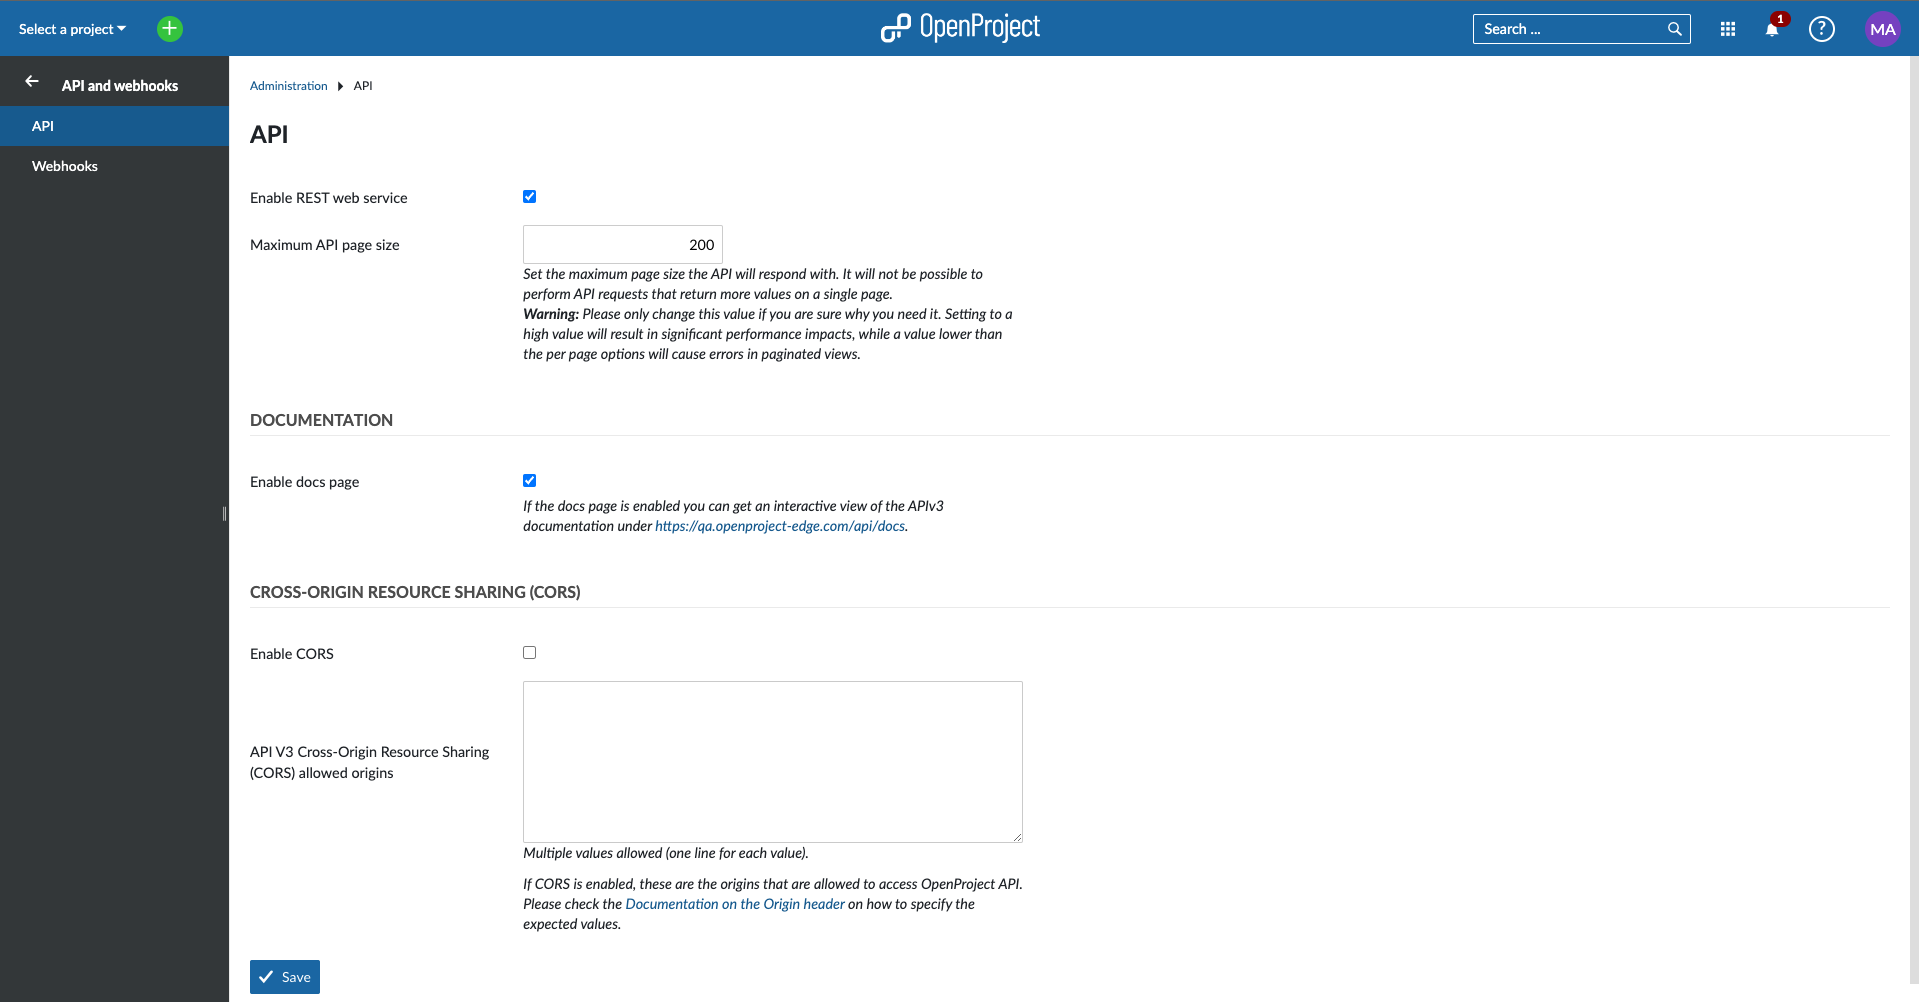 Select a project
OpenProject
Search ...
1
?
MA
API and webhooks
API
Webhooks
Administration API
API
Enable REST web service
Maximum API page size
200
Set the maximum page size the API will respond with. It will not be possible to
perform API requests that return more values on a single page.
Warning: Please only change this value if you are sure why you need it. Setting to a
high value will result in significant performance impacts, while a value lower than
the per page options will cause errors in paginated views.
DOCUMENTATION
Enable docs page
If the docs page is enabled you can get an interactive view of the APIv3
documentation under https://qa.openproject-edge.com/api/docs.
CROSS-ORIGIN RESOURCE SHARING (CORS)
Enable CORS
API V3 Cross-Origin Resource Sharing
(CORS) allowed origins
Multiple values allowed (one line for each value).
If CORS is enabled, these are the origins that are allowed to access OpenProject API.
Please check the Documentation on the Origin header on how to specify the
expected values.
Save